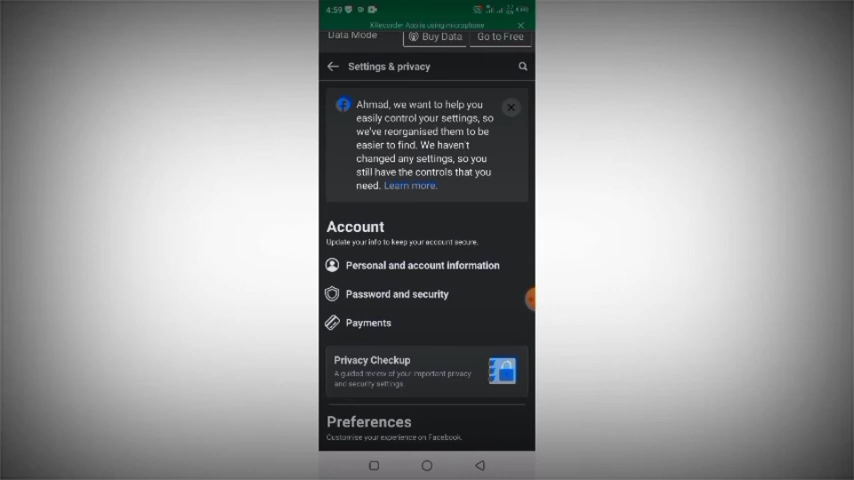 4:59
XRecorder App is using microphone
Data Mode
Buy Data
Go to Free
Settings & privacy
Ahmad, we want to help you
easily control your settings, so
we've reorganised them to be
easier to find. We haven't
changed any settings, so you
still have the controls that you
need. Learn more.
Account
Update your info to keep your account secure.
Personal and account information
Password and security
Payments
Privacy Checkup
A guided review of your important privacy
and security settings.
Preferences
Customise your experience on Facebook.